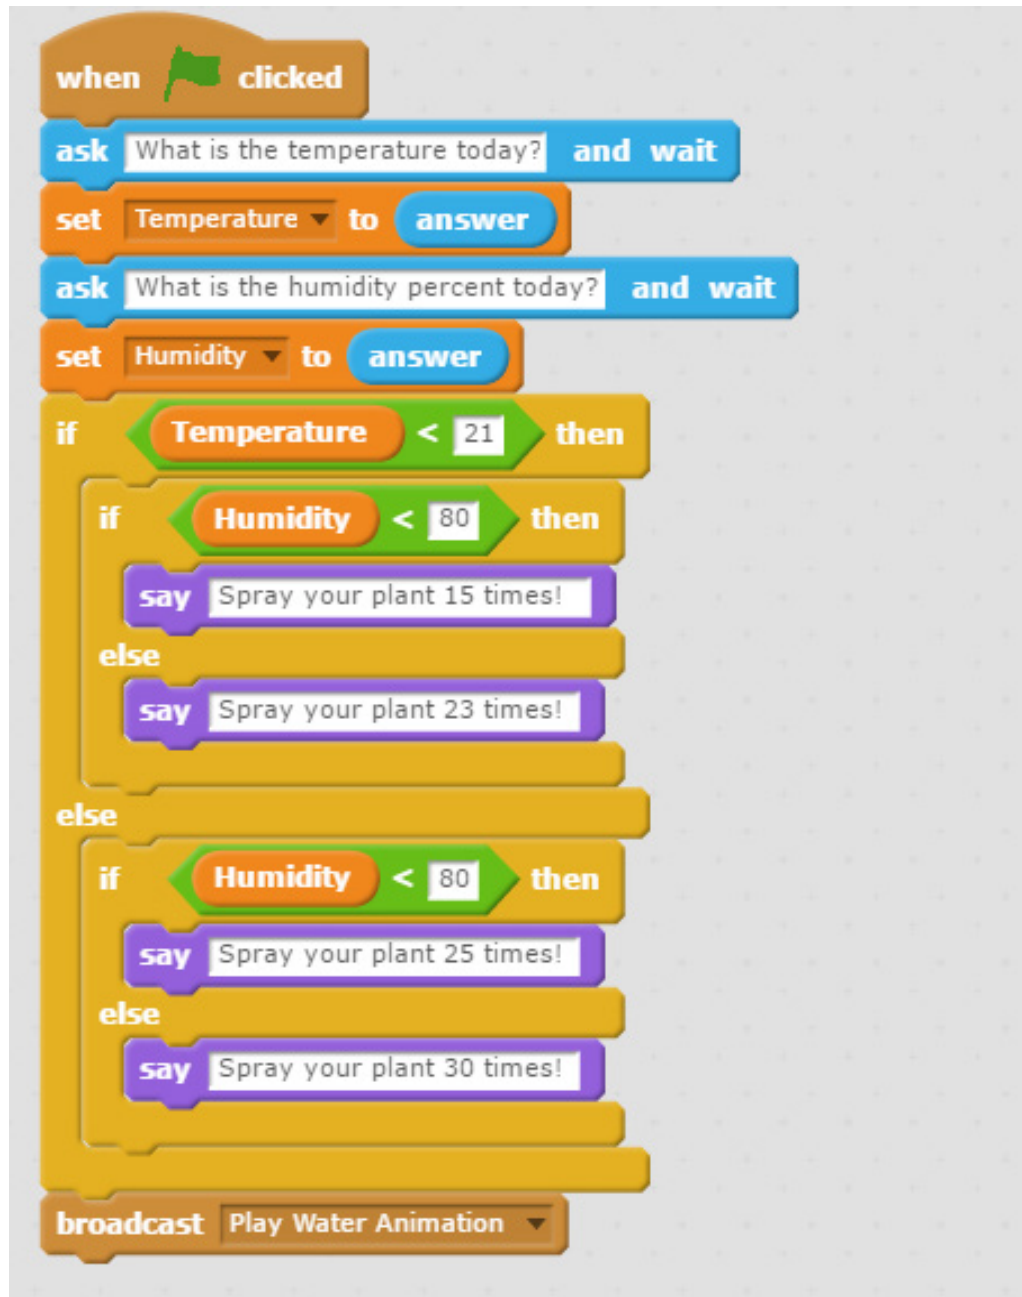 when clicked
ask What is the temperature today? and wait
set Temperature to answer
ask What is the humidity percent today? and wait
set Humidity to answer
if Temperature < 21 then
if Humidity < 80 then
say Spray your plant 15 times!
else
say Spray your plant 23 times!
else
if Humidity < 80 then
say Spray your plant 25 times!
else
say Spray your plant 30 times!
broadcast Play Water Animation